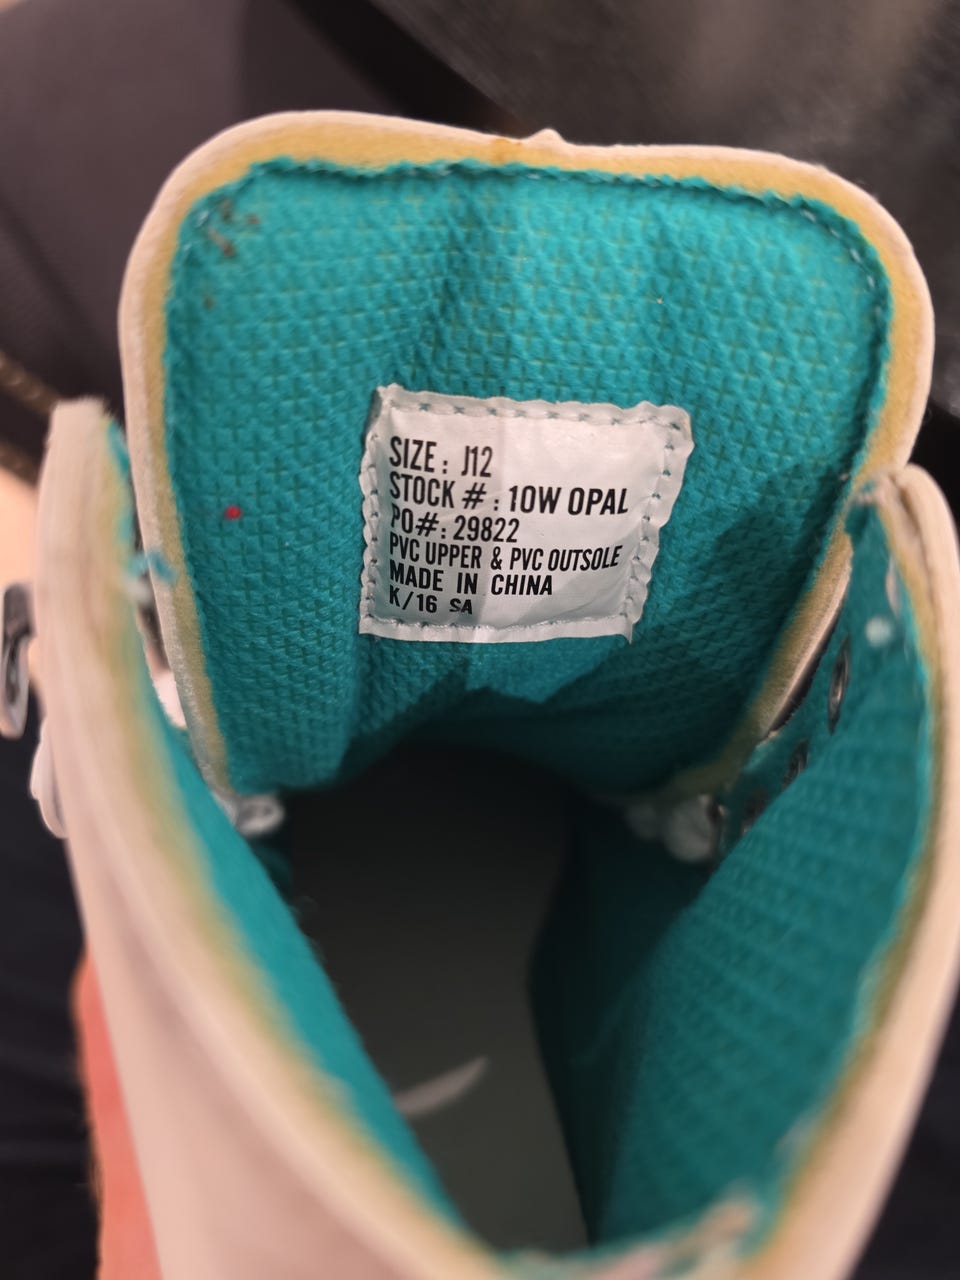 SIZE : J12
STOCK # : 10W OPAL
PO#: 29822
PVC UPPER & PVC OUTSOLE
MADE IN CHINA
K/16 SA